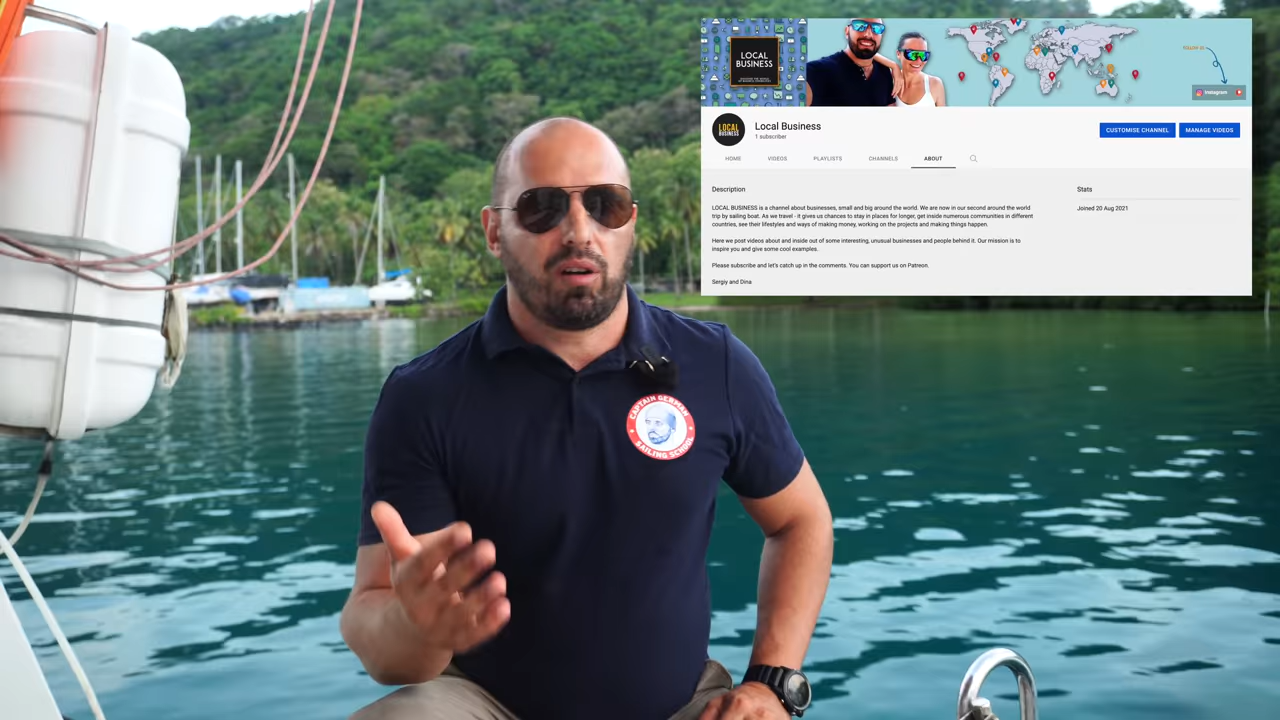 LOCAL
BUSINESS
Instagram
LOCAL
BUSINESS
Local Business
1 subscriber
CUSTOMISE CHANNEL
MANAGE VIDEOS
HOME
VIDEOS
PLAYLISTS
CHANNELS
ABOUT
Description
LOCAL BUSINESS is a channel about businesses, small and big around the world. We are now in our second around the world
trip by sailing boat. As we travel - it gives us chances to stay in places for longer, get inside numerous communities in different
countries, see their lifestyles and ways of making money, working on the projects and making things happen.
Here we post videos about and inside out of some interesting, unusual businesses and people behind it. Our mission is to
inspire you and give some cool examples.
Please subscribe and let's catch up in the comments. You can support us on Patreon.
Sergiy and Dina
Stats
Joined 20 Aug 2021
CAPTAIN GERMAN
SAILING SCHOOL